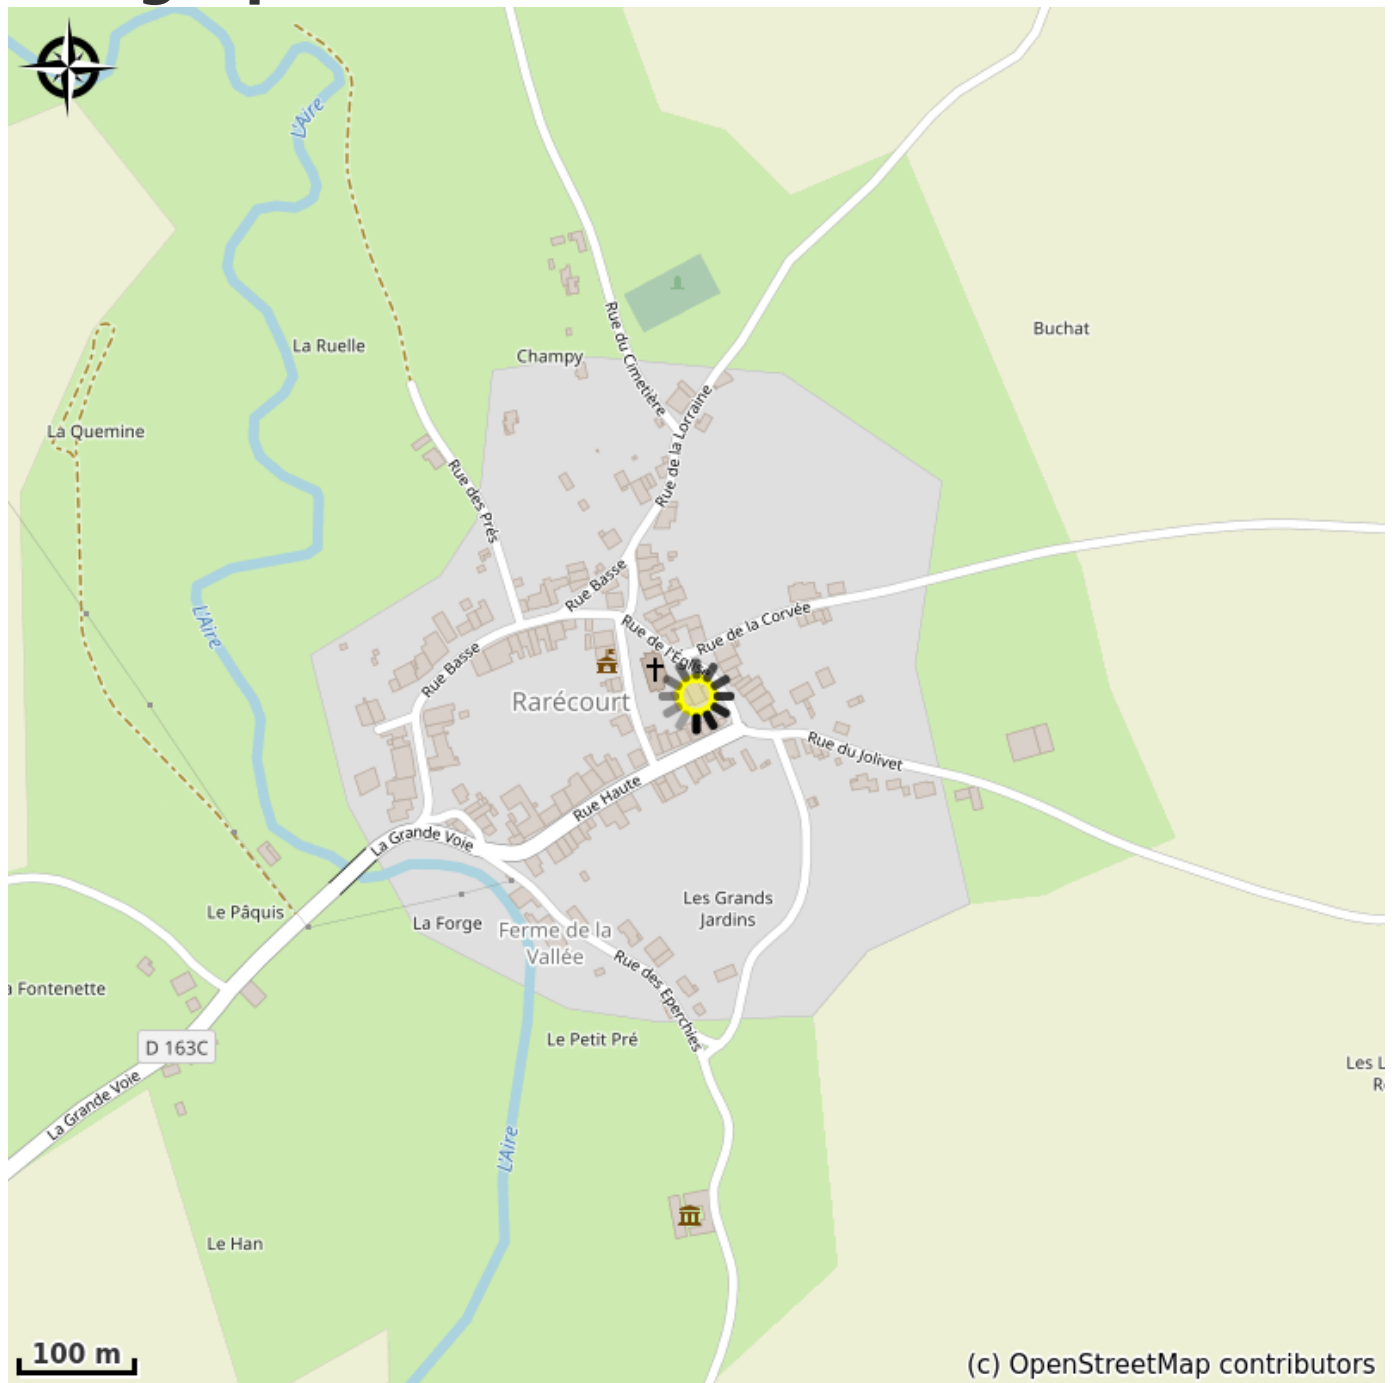 L'Aire
Rue du Cimetière
Buchat
La Ruelle
Champy
Rue de la Lorraine
La Quemine
Rue des Prés
Rue Basse
L'Aire
Rue de la Corvée
Rue de l'Église
Rue Basse
Rarécourt
Rue du Jolivet
Rue Haute
La Grande Voie
Les Grands
Jardins
Le Pâquis
La Forge
Ferme de la
Vallée
Rue des Eperchies
a Fontenette
Le Petit Pré
D 163C
Les L
R
La Grande Voie
L'Aire
Le Han
100 m
(c) OpenStreetMap contributors